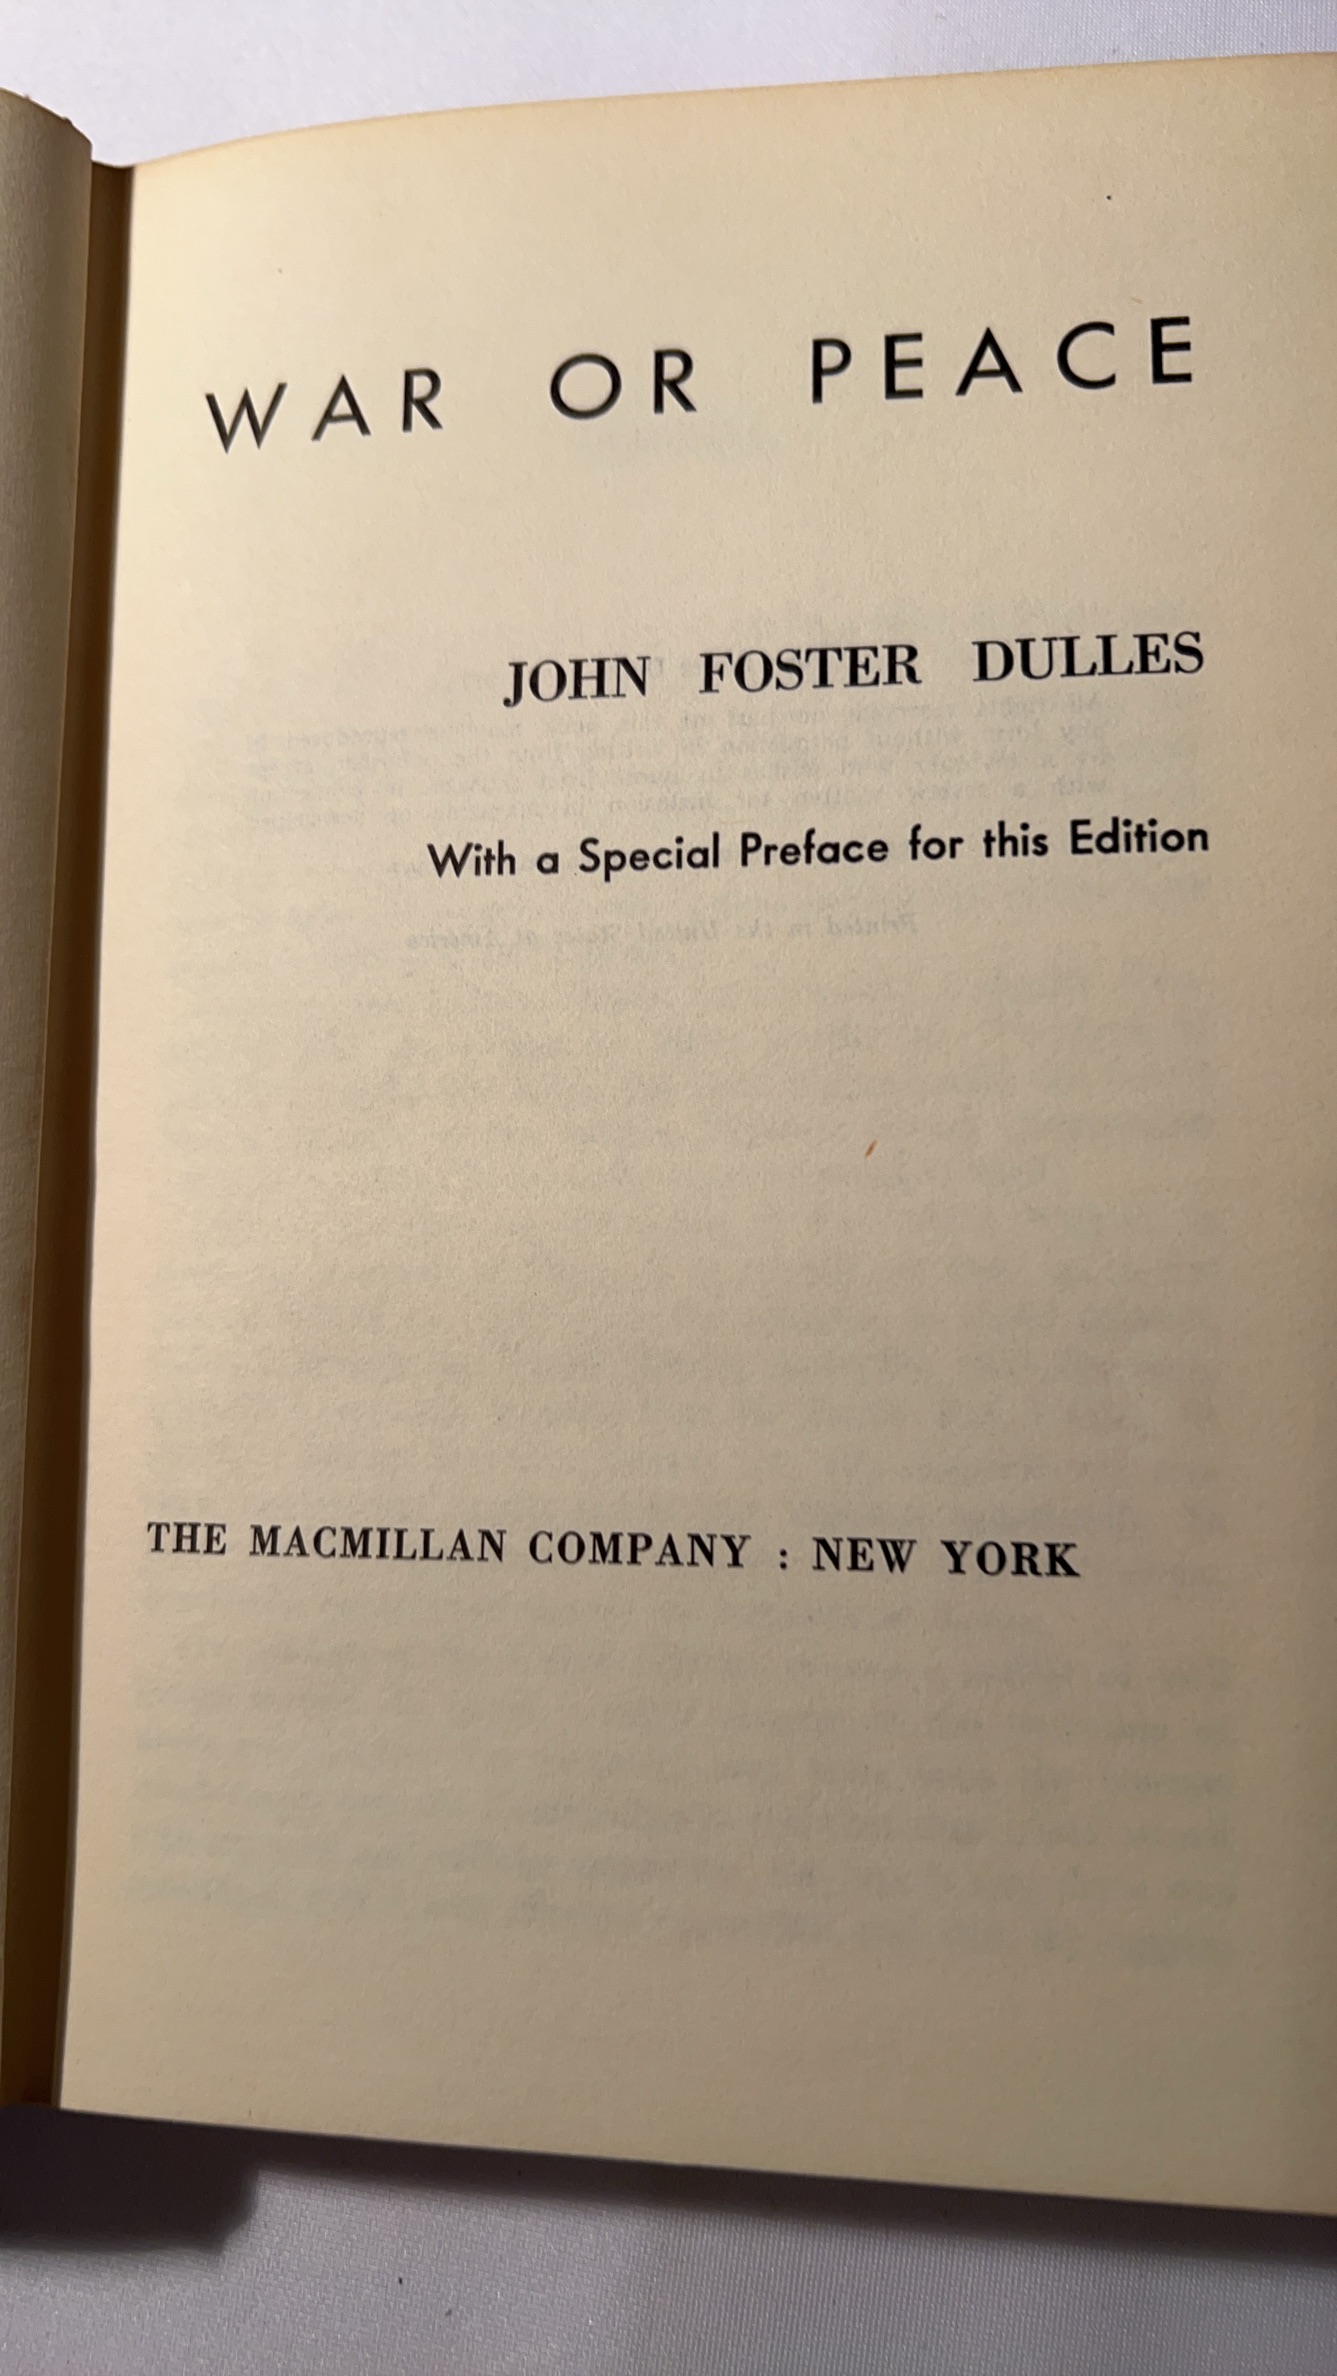 WAR OR PEACE
JOHN FOSTER DULLES
With a Special Preface for this Edition
THE MACMILLAN COMPANY : NEW YORK